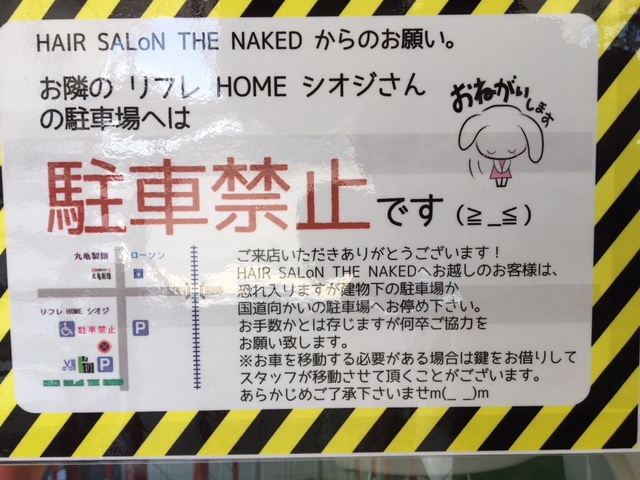 HAIR SALoN THE NAKED からのお願い。
お隣の リフレ HOME シオジさん
の駐車場へは
おねがいします
駐車禁止です (≧_≦)
丸亀製麺
ローソン
リフレ HOME シオジ
駐車禁止
P
P
ご来店いただきありがとうございます!
HAIR SALoN THE NAKEDへお越しのお客様は、
恐れ入りますが建物下の駐車場か
国道向かいの駐車場へお停め下さい。
お手数かとは存じますが何卒ご協力を
お願い致します。
※お車を移動する必要がある場合は鍵をお借りして
スタッフが移動させて頂くことがございます。
あらかじめご了承下さいませm(_ _)m